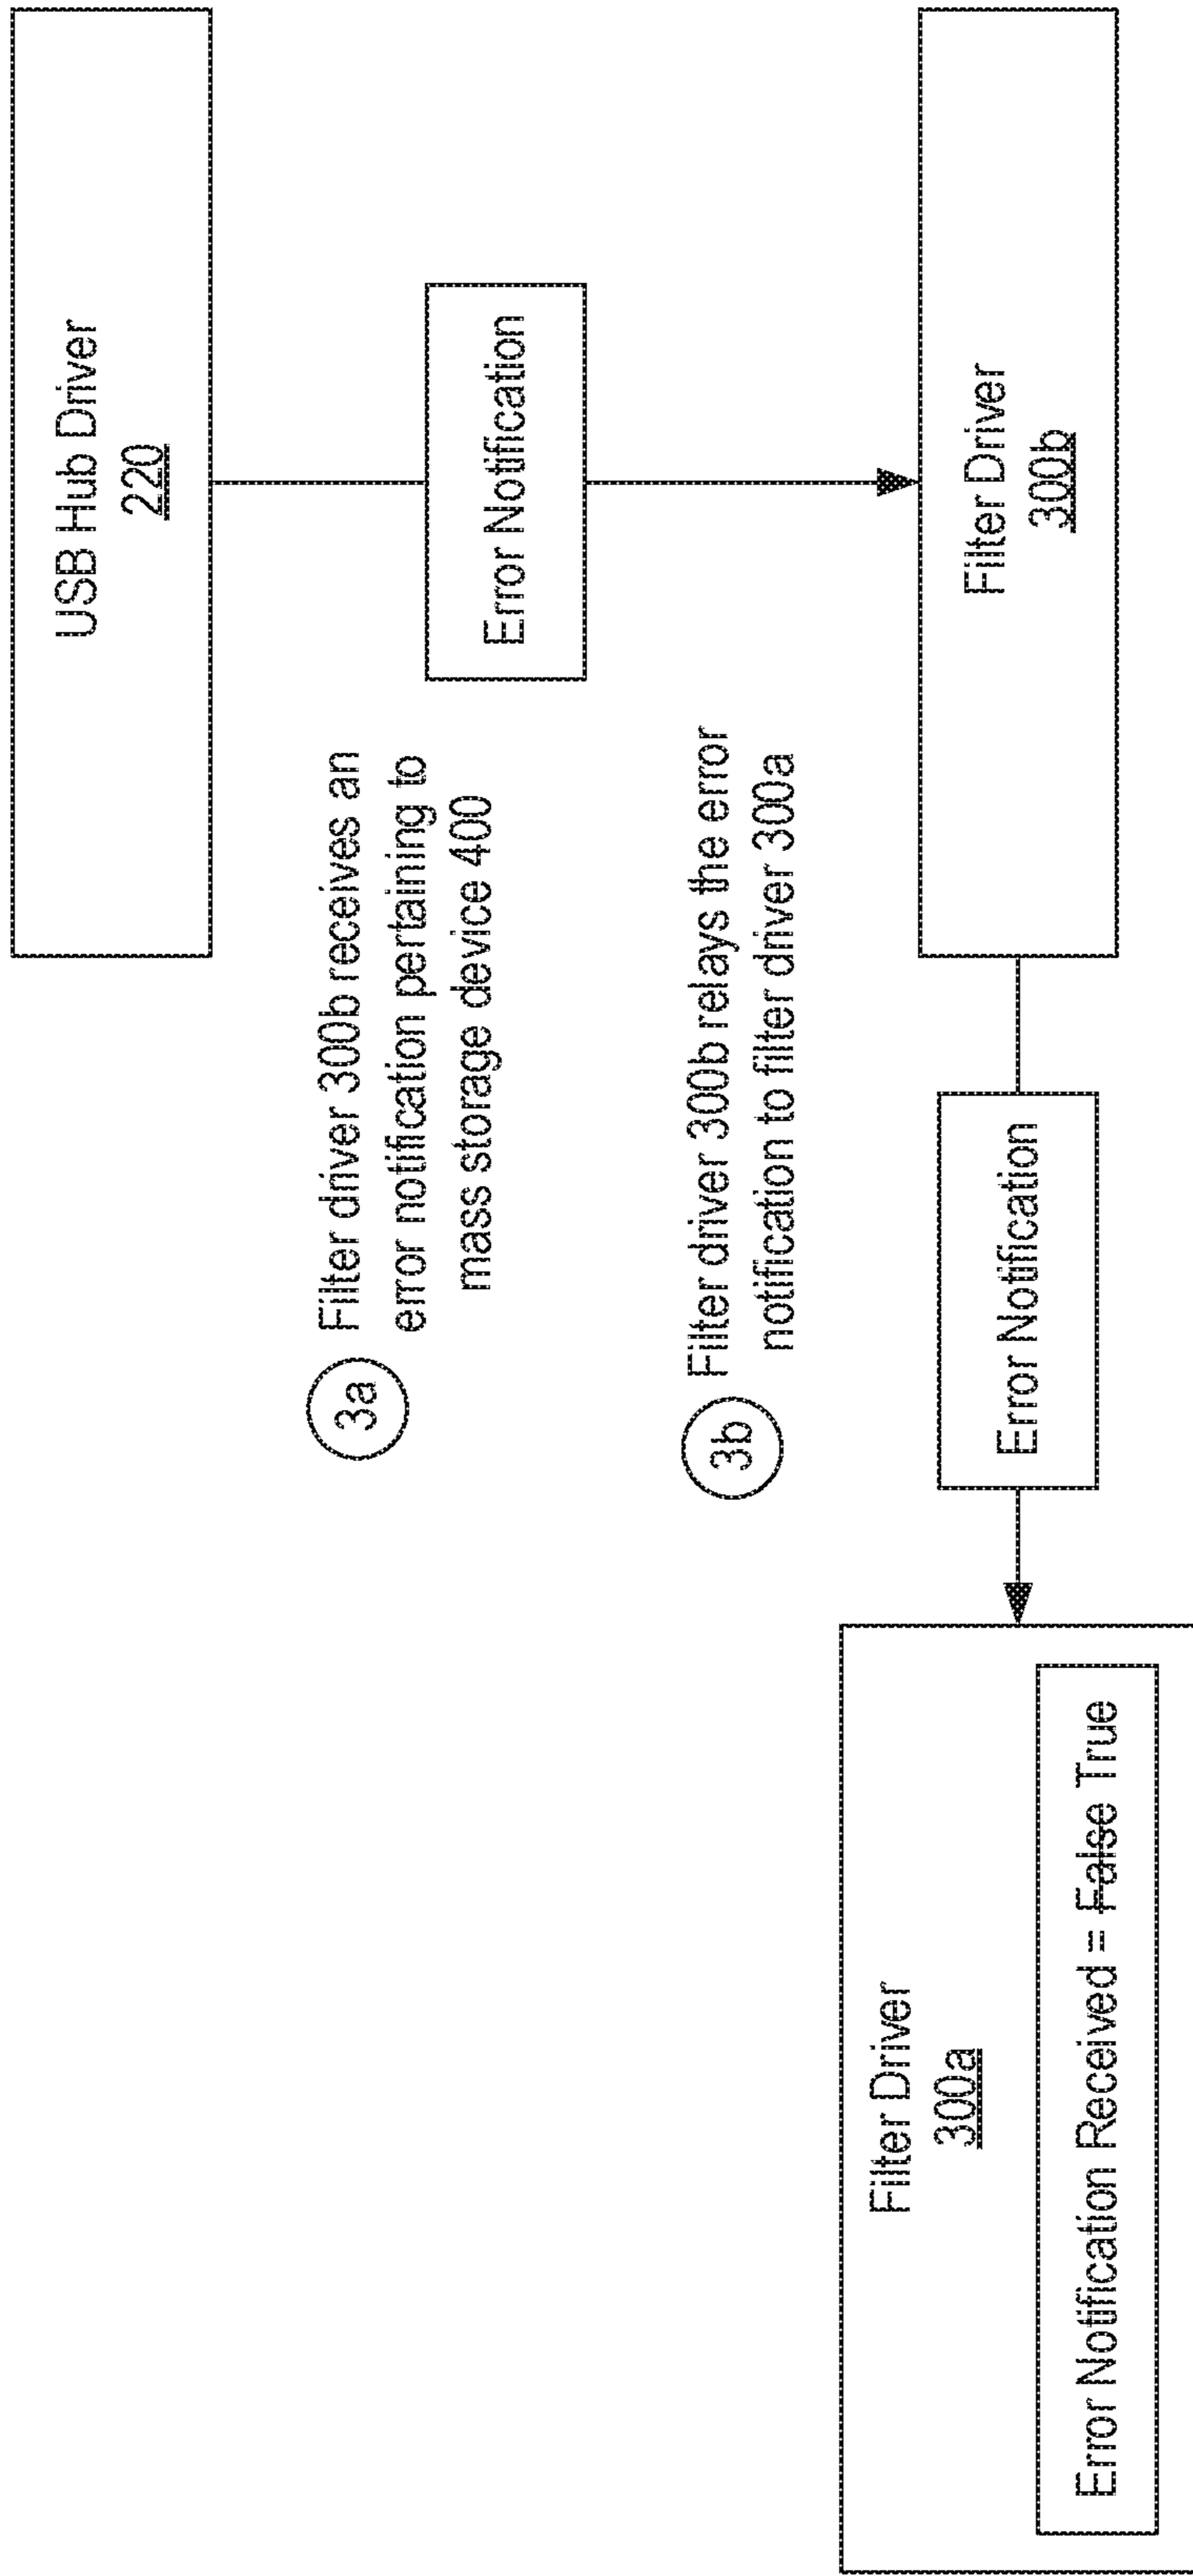 USB Hub Driver
220
Error Notification
3a
Filter driver 300b receives an
error notification pertaining to
mass storage device 400
3b
Filter driver 300b relays the error
notification to filter driver 300a
Filter Driver
300b
Error Notification
Filter Driver
300a
Error Notification Received = False True